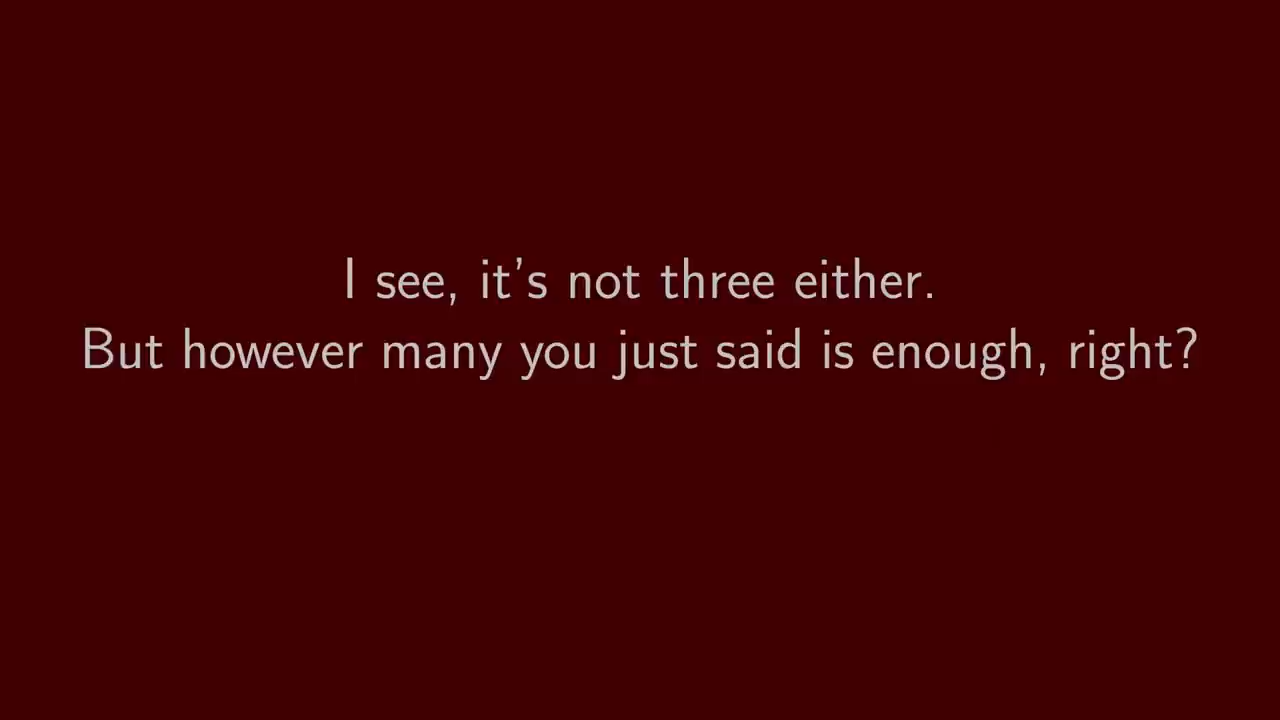 I see, it's not three either.
But however many you just said is enough, right?